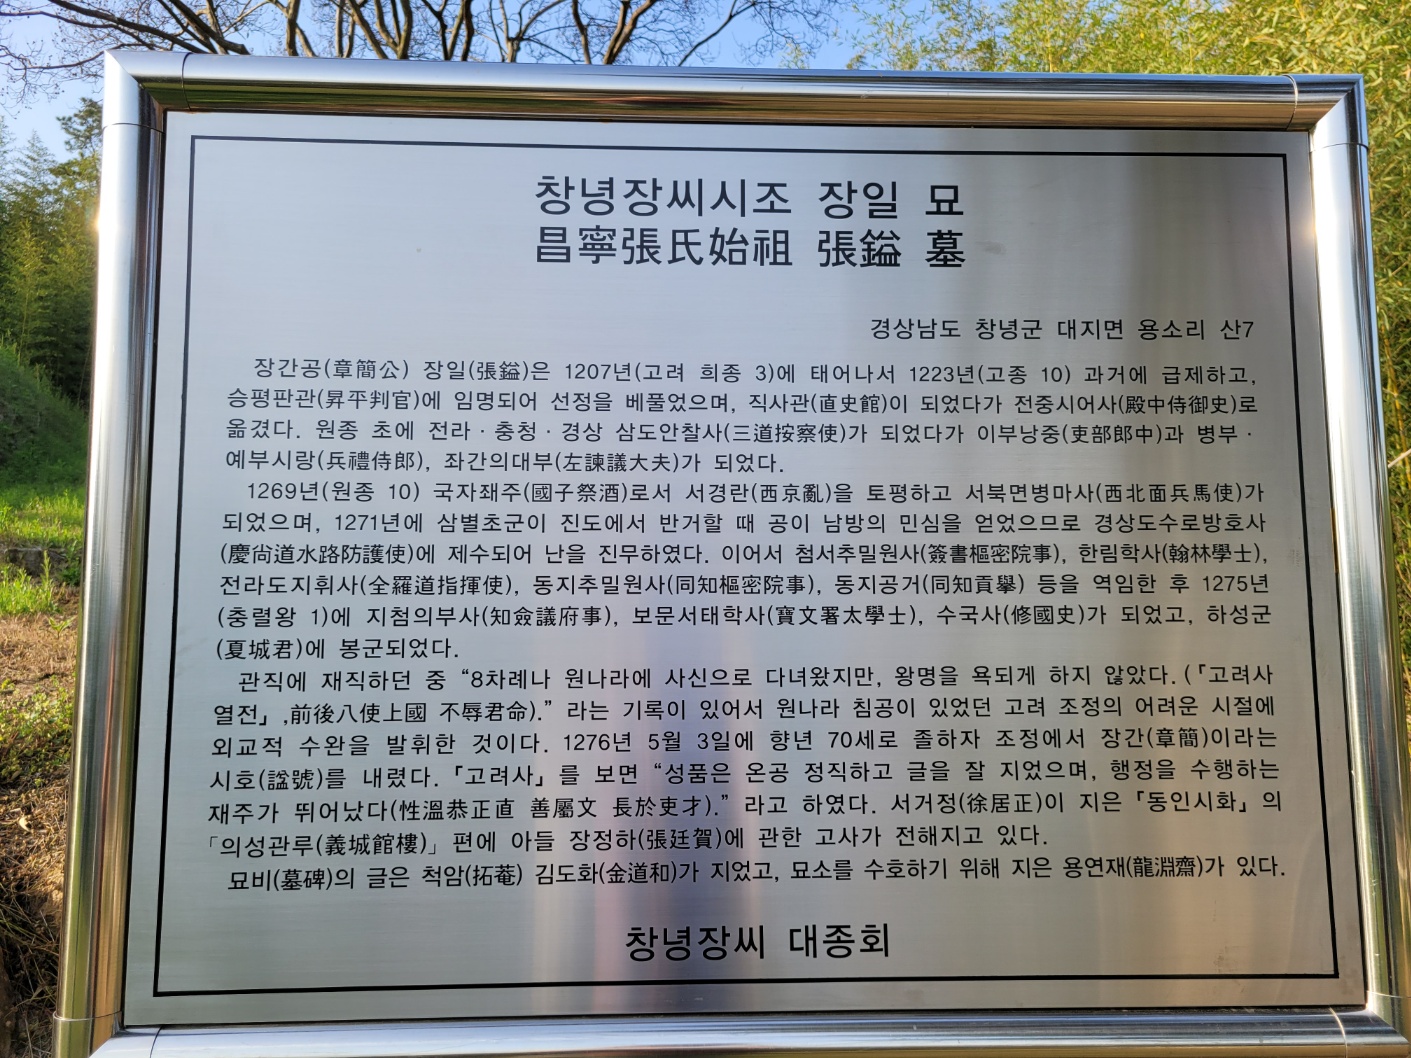 창녕장씨시조 장일 묘
昌寧張氏始祖 張鎰 墓
경상남도 창녕군 대지면 용소리 산7
장간공(章簡公) 장일(張鎰)은 1207년(고려 희종 3)에 태어나서 1223년(고종 10) 과거에 급제하고,
승평판관(昇平判官)에 임명되어 선정을 베풀었으며, 직사관(直史館)이 되었다가 전중시어사(殿中侍御史)로
옮겼다. 원종 초에 전라 · 충청 · 경상 삼도안찰사(三道按察使)가 되었다가 이부낭중(吏部郎中)과 병부 ·
예부시랑(兵禮侍郎), 좌간의대부(左諫議大夫)가 되었다.
1269년(원종 10) 국자좨주(國子祭酒)로서 서경란(西京亂)을 토평하고 서북면병마사(西北面兵馬使)가
되었으며, 1271년에 삼별초군이 진도에서 반거할 때 공이 남방의 민심을 얻었으므로 경상도수로방호사
(慶尙道水路防護使)에 제수되어 난을 진무하였다. 이어서 첨서추밀원사(簽書樞密院事), 한림학사(翰林學士),
전라도지휘사(全羅道指揮使), 동지추밀원사(同知樞密院事), 동지공거(同知貢擧) 등을 역임한 후 1275년
(충렬왕 1)에 지첨의부사(知僉議府事), 보문서태학사(寶文署太學士), 수국사(修國史)가 되었고, 하성군
(夏城君)에 봉군되었다.
관직에 재직하던 중 “8차례나 원나라에 사신으로 다녀왔지만, 왕명을 욕되게 하지 않았다.(「고려사
열전」,前後八使上國 不辱君命).” 라는 기록이 있어서 원나라 침공이 있었던 고려 조정의 어려운 시절에
외교적 수완을 발휘한 것이다. 1276년 5월 3일에 향년 70세로 졸하자 조정에서 장간(章簡)이라는
시호(諡號)를 내렸다. 「고려사」를 보면 “성품은 온공 정직하고 글을 잘 지었으며, 행정을 수행하는
재주가 뛰어났다(性溫恭正直 善屬文 長於吏才).” 라고 하였다. 서거정(徐居正)이 지은 「동인시화」의
「의성관루(義城館樓)」 편에 아들 장정하(張廷賀)에 관한 고사가 전해지고 있다.
묘비(墓碑)의 글은 척암(拓菴) 김도화(金道和)가 지었고, 묘소를 수호하기 위해 지은 용연재(龍淵齋)가 있다.
창녕장씨 대종회